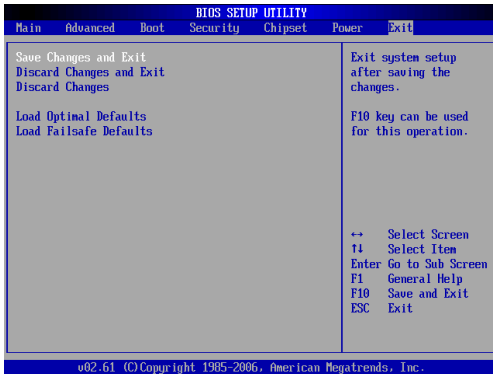 BIOS SETUP UTILITY
Main Advanced Boot Security Chipset Power Exit
Save Changes and Exit
Discard Changes and Exit
Discard Changes
Load Optimal Defaults
Load Failsafe Defaults
Exit system setup
after saving the
changes.
F10 key can be used
for this operation.
↔ Select Screen
↑↓ Select Item
Enter Go to Sub Screen
F1 General Help
F10 Save and Exit
ESC Exit
v02.61 (C)Copyright 1985-2006, American Megatrends, Inc.